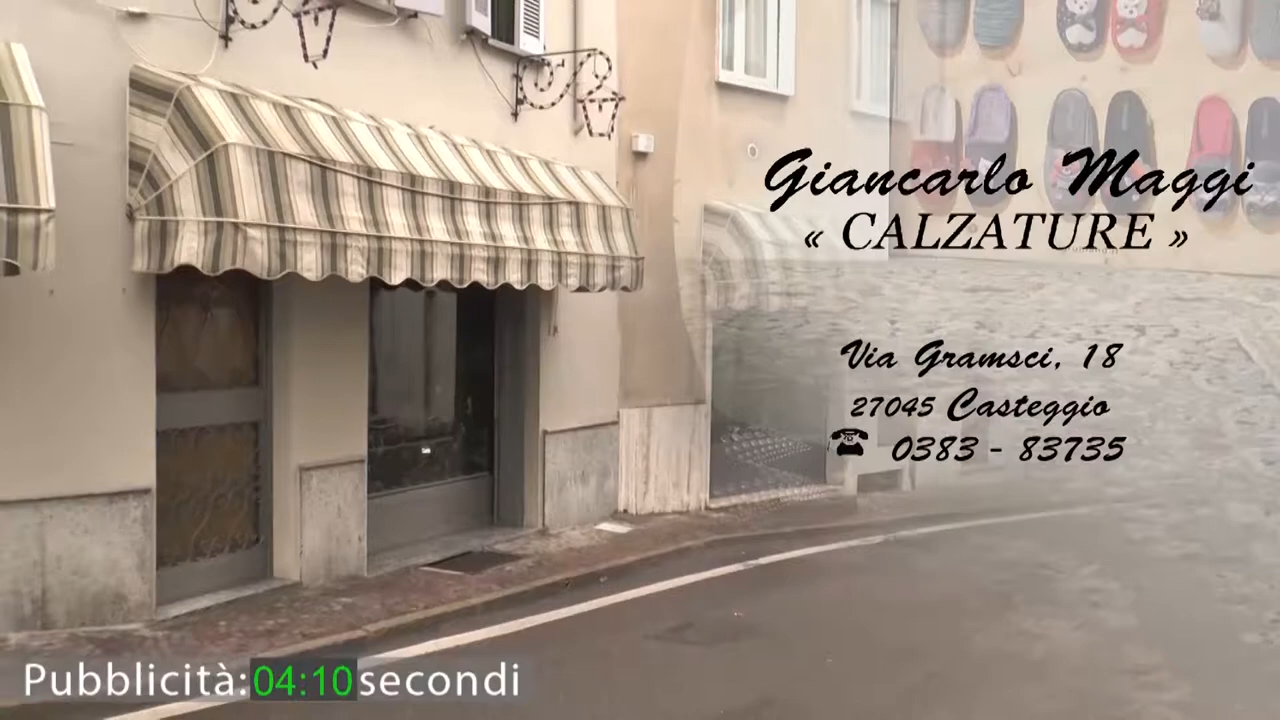 Giancarlo Maggi
« CALZATURE »
Via Gramsci, 18
27045 Casteggio
0383 - 83735
Pubblicità:04:10secondi